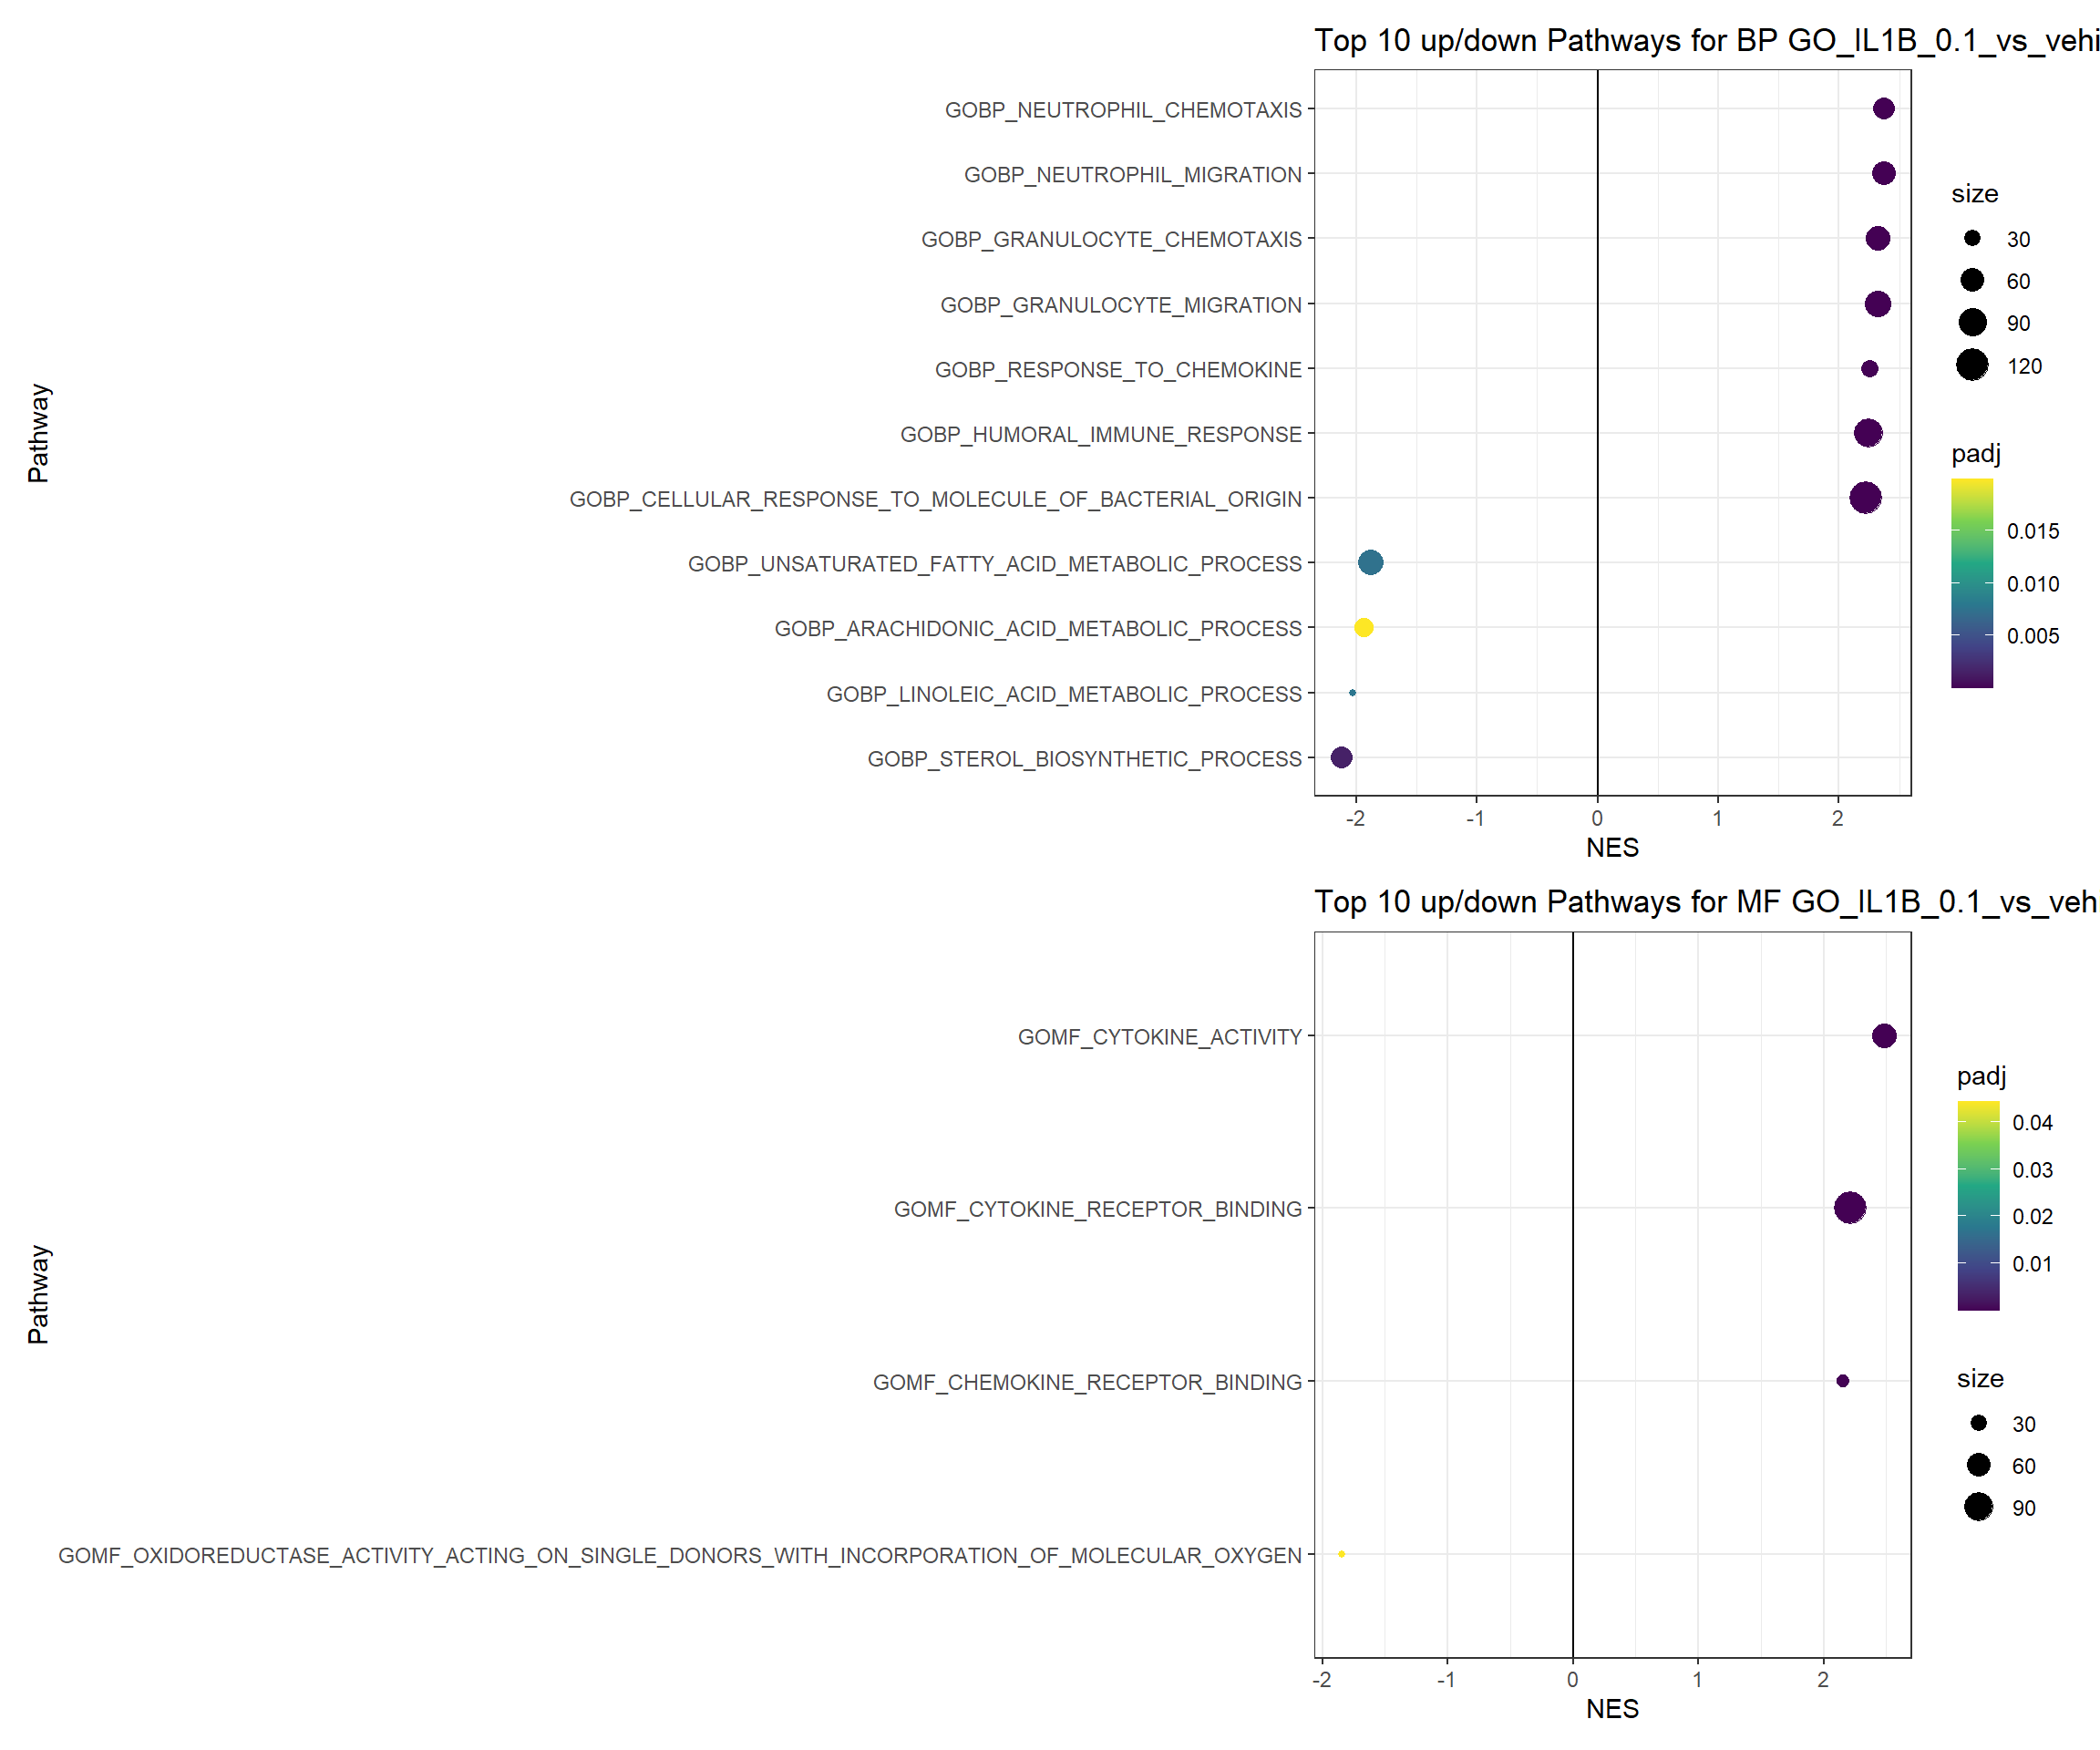 Top 10 up/down Pathways for BP GO_IL1B_0.1_vs_vehi
Pathway
GOBP_NEUTROPHIL_CHEMOTAXIS
GOBP_NEUTROPHIL_MIGRATION
GOBP_GRANULOCYTE_CHEMOTAXIS
GOBP_GRANULOCYTE_MIGRATION
GOBP_RESPONSE_TO_CHEMOKINE
GOBP_HUMORAL_IMMUNE_RESPONSE
GOBP_CELLULAR_RESPONSE_TO_MOLECULE_OF_BACTERIAL_ORIGIN
GOBP_UNSATURATED_FATTY_ACID_METABOLIC_PROCESS
GOBP_ARACHIDONIC_ACID_METABOLIC_PROCESS
GOBP_LINOLEIC_ACID_METABOLIC_PROCESS
GOBP_STEROL_BIOSYNTHETIC_PROCESS
-2 -1 0 1 2
NES
size
30
60
90
120
padj
0.015
0.010
0.005
Top 10 up/down Pathways for MF GO_IL1B_0.1_vs_veh
Pathway
GOMF_CYTOKINE_ACTIVITY
GOMF_CYTOKINE_RECEPTOR_BINDING
GOMF_CHEMOKINE_RECEPTOR_BINDING
GOMF_OXIDOREDUCTASE_ACTIVITY_ACTING_ON_SINGLE_DONORS_WITH_INCORPORATION_OF_MOLECULAR_OXYGEN
-2 -1 0 1 2
NES
padj
0.04
0.03
0.02
0.01
size
30
60
90